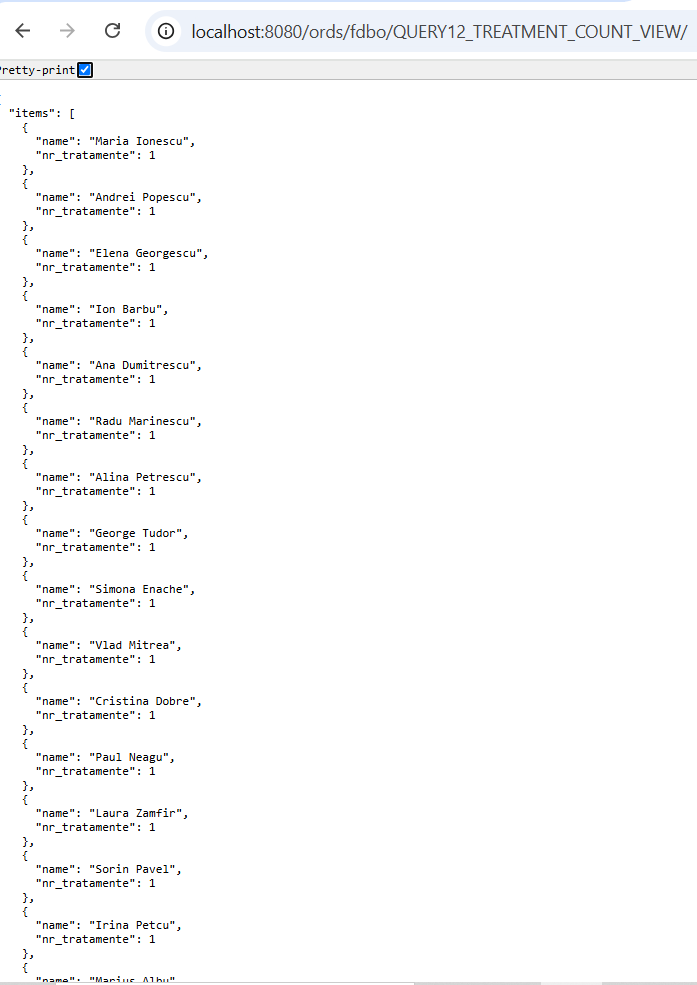 localhost:8080/ords/fdbo/QUERY12_TREATMENT_COUNT_VIEW/
retty-print
"items": [
{
"name": "Maria Ionescu",
"nr_tratamente": 1
},
{
"name": "Andrei Popescu",
"nr_tratamente": 1
},
{
"name": "Elena Georgescu",
"nr_tratamente": 1
},
{
"name": "Ion Barbu",
"nr_tratamente": 1
},
{
"name": "Ana Dumitrescu",
"nr_tratamente": 1
},
{
"name": "Radu Marinescu",
"nr_tratamente": 1
},
{
"name": "Alina Petrescu",
"nr_tratamente": 1
},
{
"name": "George Tudor",
"nr_tratamente": 1
},
{
"name": "Simona Enache",
"nr_tratamente": 1
},
{
"name": "Vlad Mitrea",
"nr_tratamente": 1
},
{
"name": "Cristina Dobre",
"nr_tratamente": 1
},
{
"name": "Paul Neagu",
"nr_tratamente": 1
},
{
"name": "Laura Zamfir",
"nr_tratamente": 1
},
{
"name": "Sorin Pavel",
"nr_tratamente": 1
},
{
"name": "Irina Petcu",
"nr_tratamente": 1
},
{
"name": "Marius Albu"